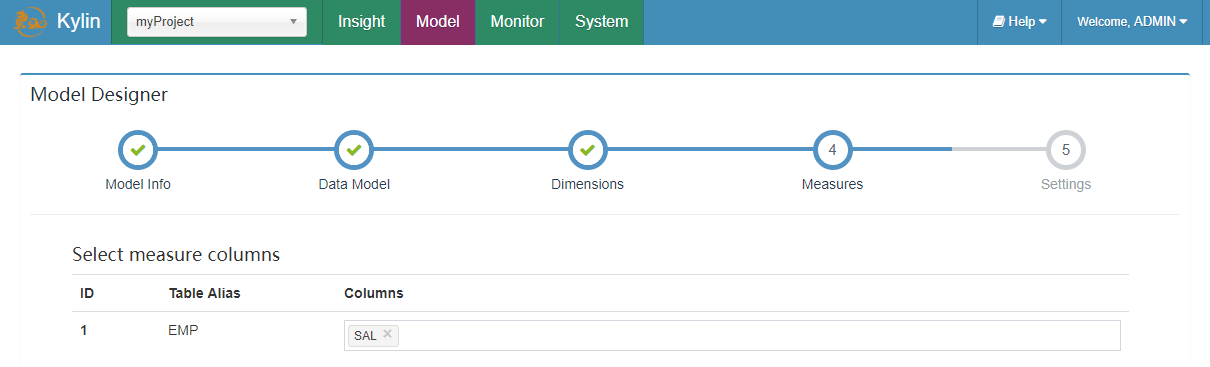 Kylin myProject Insight Model Monitor System Help Welcome, ADMIN
Model Designer
4 5
Model Info Data Model Dimensions Measures Settings
Select measure columns
ID Table Alias Columns
1 EMP SAL